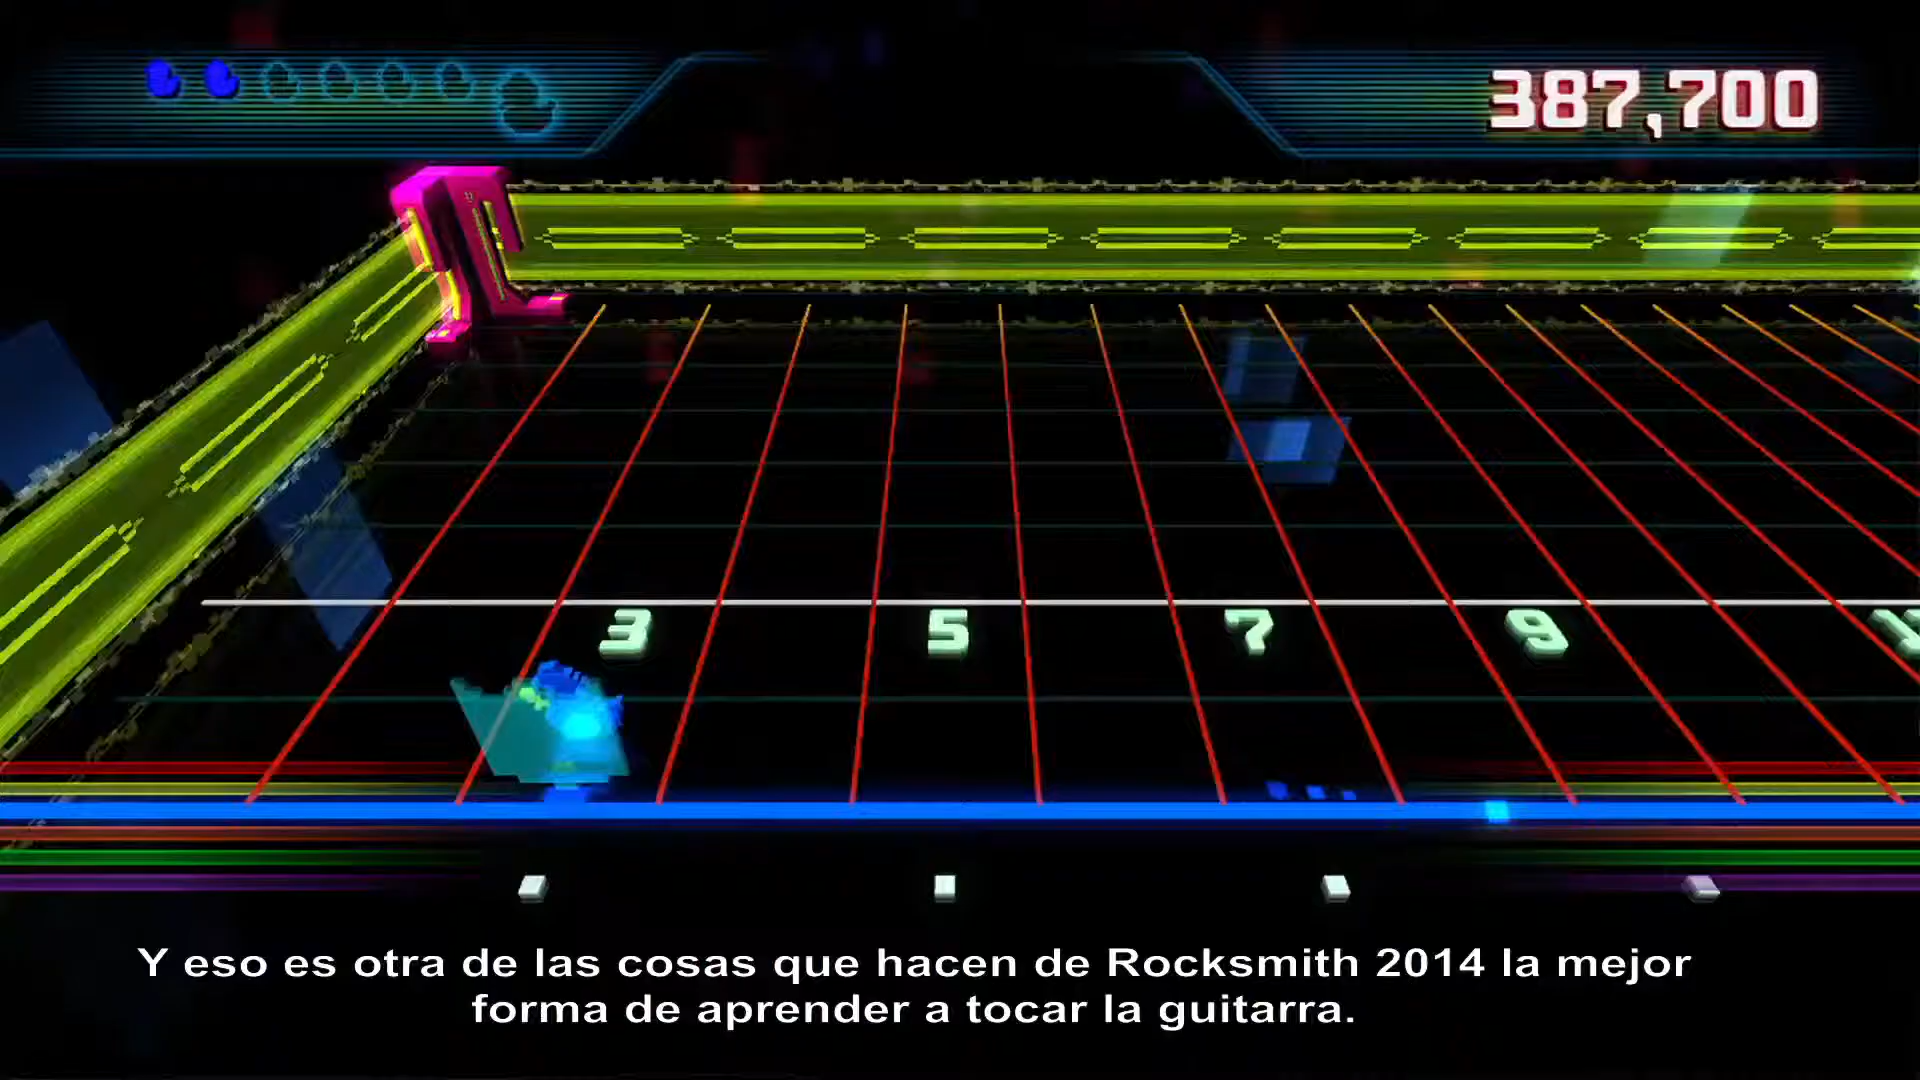 387,700
3 5 7 9
Y eso es otra de las cosas que hacen de Rocksmith 2014 la mejor
forma de aprender a tocar la guitarra.